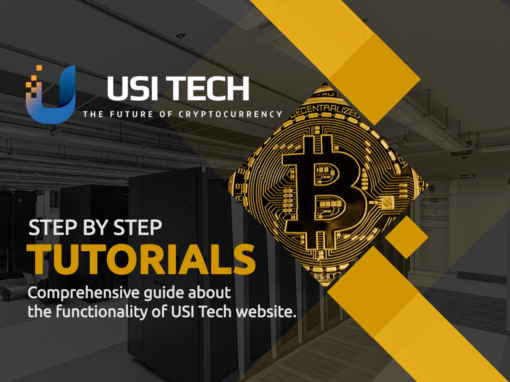 USI TECH
THE FUTURE OF CRYPTOCURRENCY
DECENTRALIZED
STEP BY STEP
TUTORIALS
Comprehensive guide about
the functionality of USI Tech website.